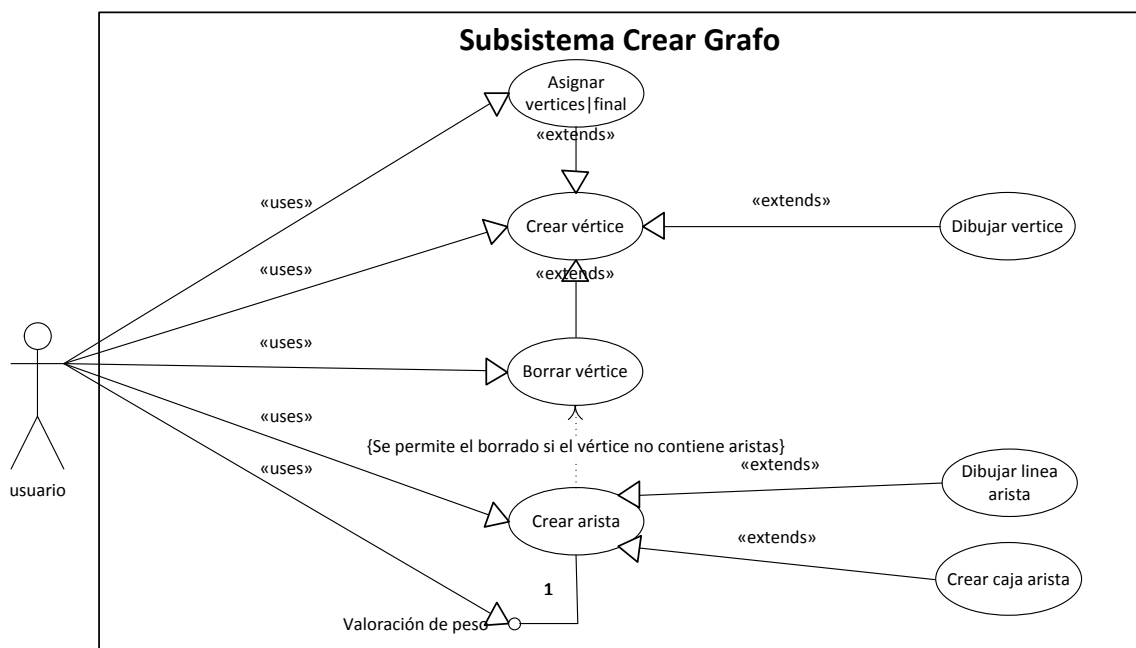 Subsistema Crear Grafo
Asignar
vertices|final
«extends»
«uses»
«extends»
Crear vértice
Dibujar vertice
«uses»
«extends»
«uses»
Borrar vértice
«uses»
{Se permite el borrado si el vértice no contiene aristas}
«uses»
«extends»
Dibujar linea
arista
usuario
Crear arista
«extends»
Crear caja arista
1
Valoración de peso